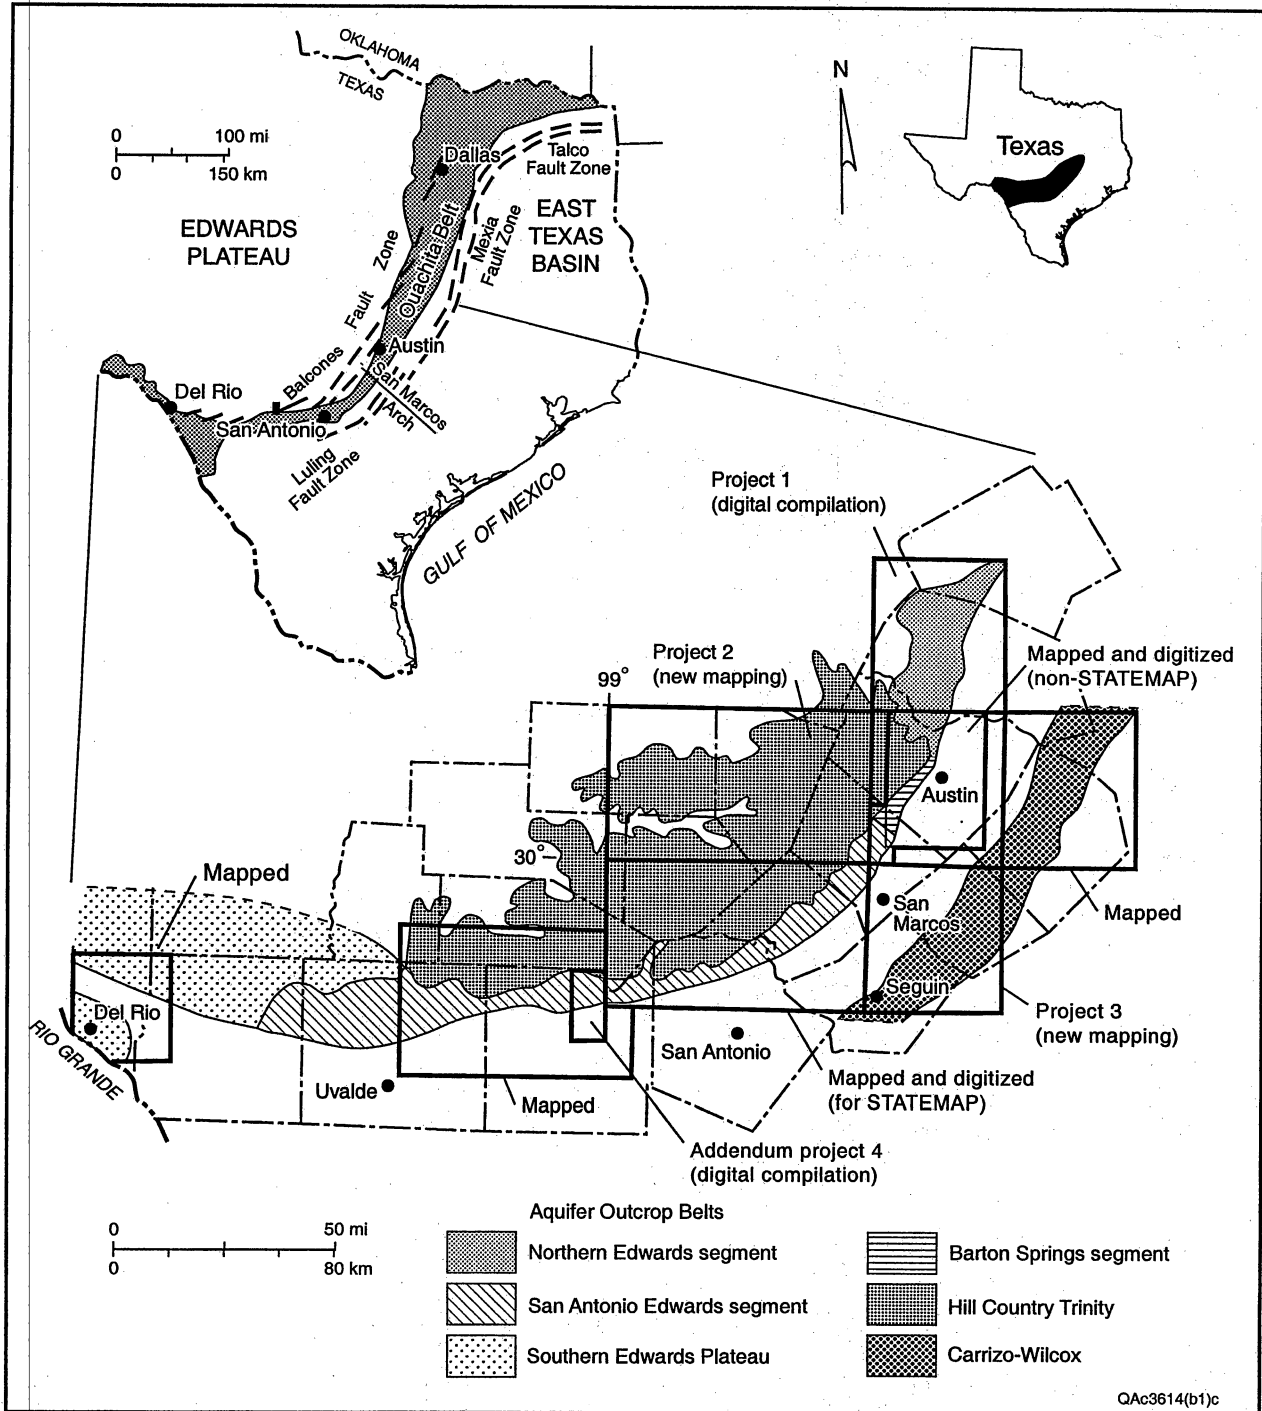 OKLAHOMA
TEXAS
0 100 mi
0 150 km
EDWARDS
PLATEAU
Dallas
Talco
Fault Zone
EAST
TEXAS
BASIN
Mexia
Fault Zone
Ouachita Belt
Balcones Fault Zone
Austin
San Marcos
Arch
Del Rio
San Antonio
Luling
Fault Zone
GULF OF MEXICO
N
Texas
Project 1
(digital compilation)
Project 2
(new mapping)
99°
Mapped and digitized
(non-STATEMAP)
Austin
30°
Mapped
San
Marcos
Mapped
Seguin
Del Rio
RIO GRANDE
Project 3
(new mapping)
San Antonio
Mapped and digitized
(for STATEMAP)
Uvalde
Mapped
Addendum project 4
(digital compilation)
0 50 mi
0 80 km
Aquifer Outcrop Belts
Northern Edwards segment
San Antonio Edwards segment
Southern Edwards Plateau
Barton Springs segment
Hill Country Trinity
Carrizo-Wilcox
QAc3614(b1)c